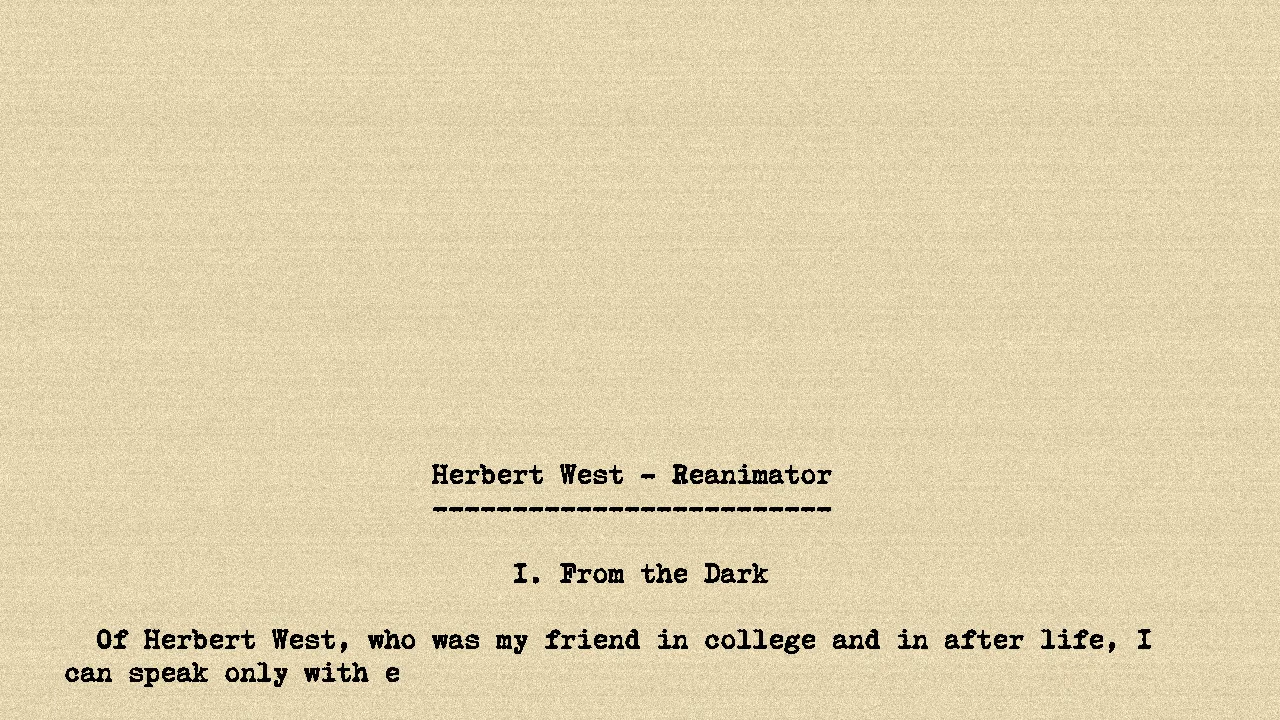 Herbert West - Reanimator
-------------------------
I. From the Dark
Of Herbert West, who was my friend in college and in after life, I
can speak only with e